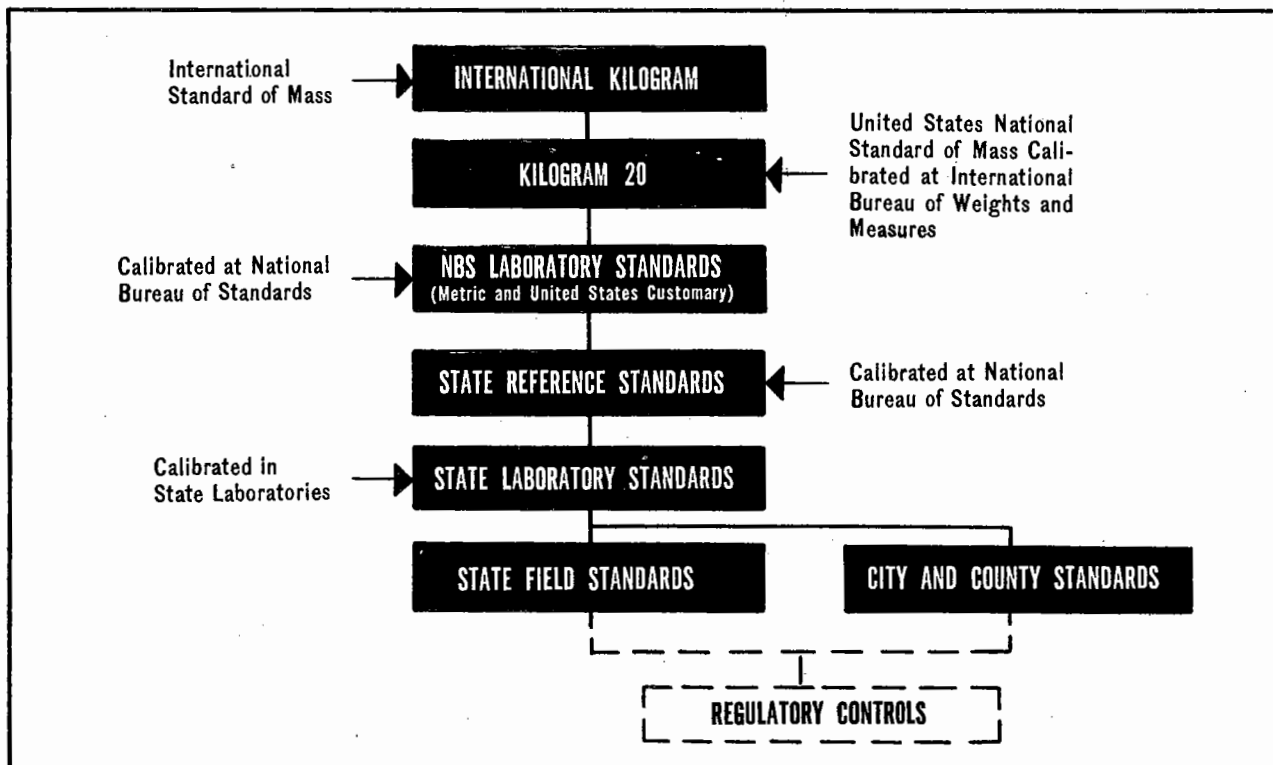 International
Standard of Mass
INTERNATIONAL KILOGRAM
KILOGRAM 20
United States National
Standard of Mass Cali-
brated at International
Bureau of Weights and
Measures
Calibrated at National
Bureau of Standards
NBS LABORATORY STANDARDS
(Metric and United States Customary)
STATE REFERENCE STANDARDS
Calibrated at National
Bureau of Standards
Calibrated in
State Laboratories
STATE LABORATORY STANDARDS
STATE FIELD STANDARDS
CITY AND COUNTY STANDARDS
REGULATORY CONTROLS